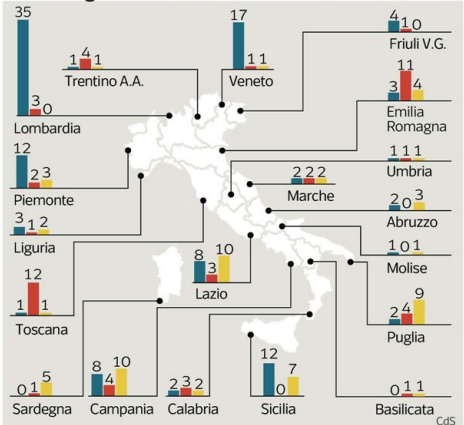 35 3 0
Lombardia
1 4 1
Trentino A.A.
17 1 1
Veneto
4 1 0
Friuli V.G.
3 11 4
Emilia
Romagna
12 2 3
Piemonte
1 1 1
Umbria
2 2 2
Marche
3 1 2
Liguria
2 0 3
Abruzzo
8 3 10
Lazio
1 0 1
Molise
1 12 1
Toscana
2 4 9
Puglia
0 1 5
Sardegna
8 4 10
Campania
2 3 2
Calabria
12 0 7
Sicilia
0 1 1
Basilicata
CdS